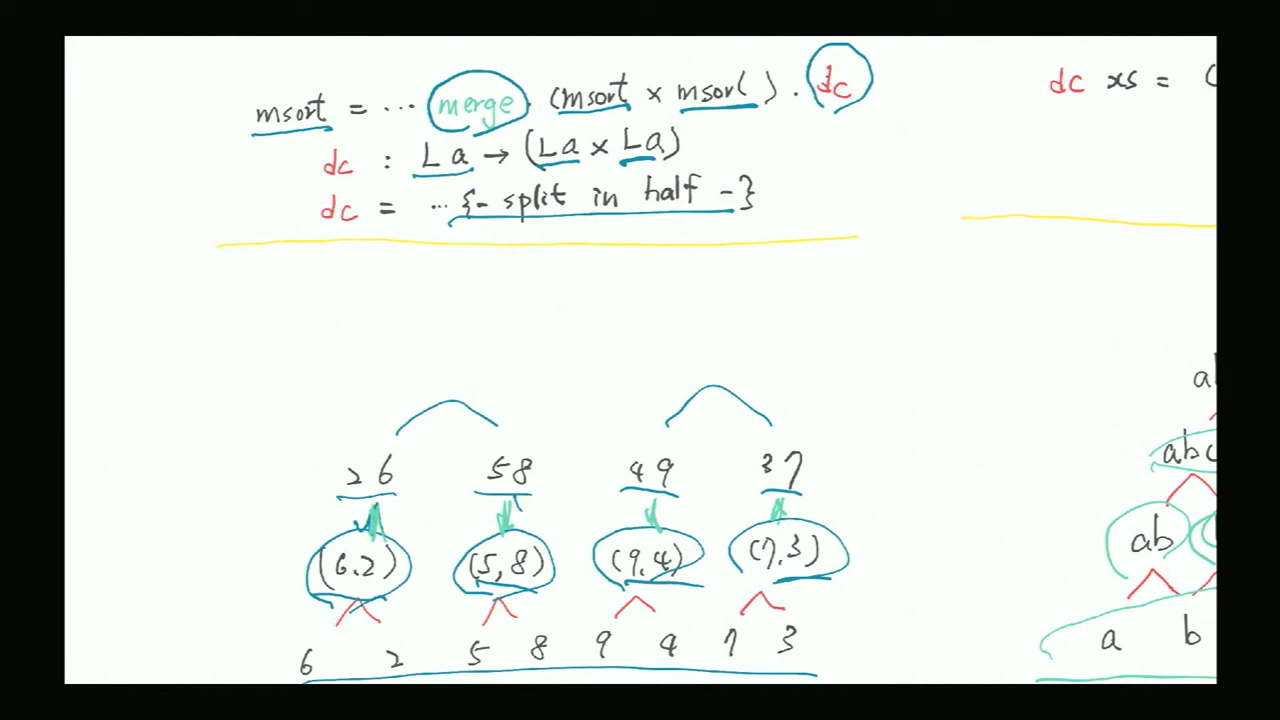 msort = ... merge · (msort × msort) · dc
dc : L a → (L a × L a)
dc = ... {- split in half -}
dc xs = (
2 6 5 8 4 9 3 7
(6,2) (5,8) (9,4) (7,3)
6 2 5 8 9 4 7 3
abc
ab
a b